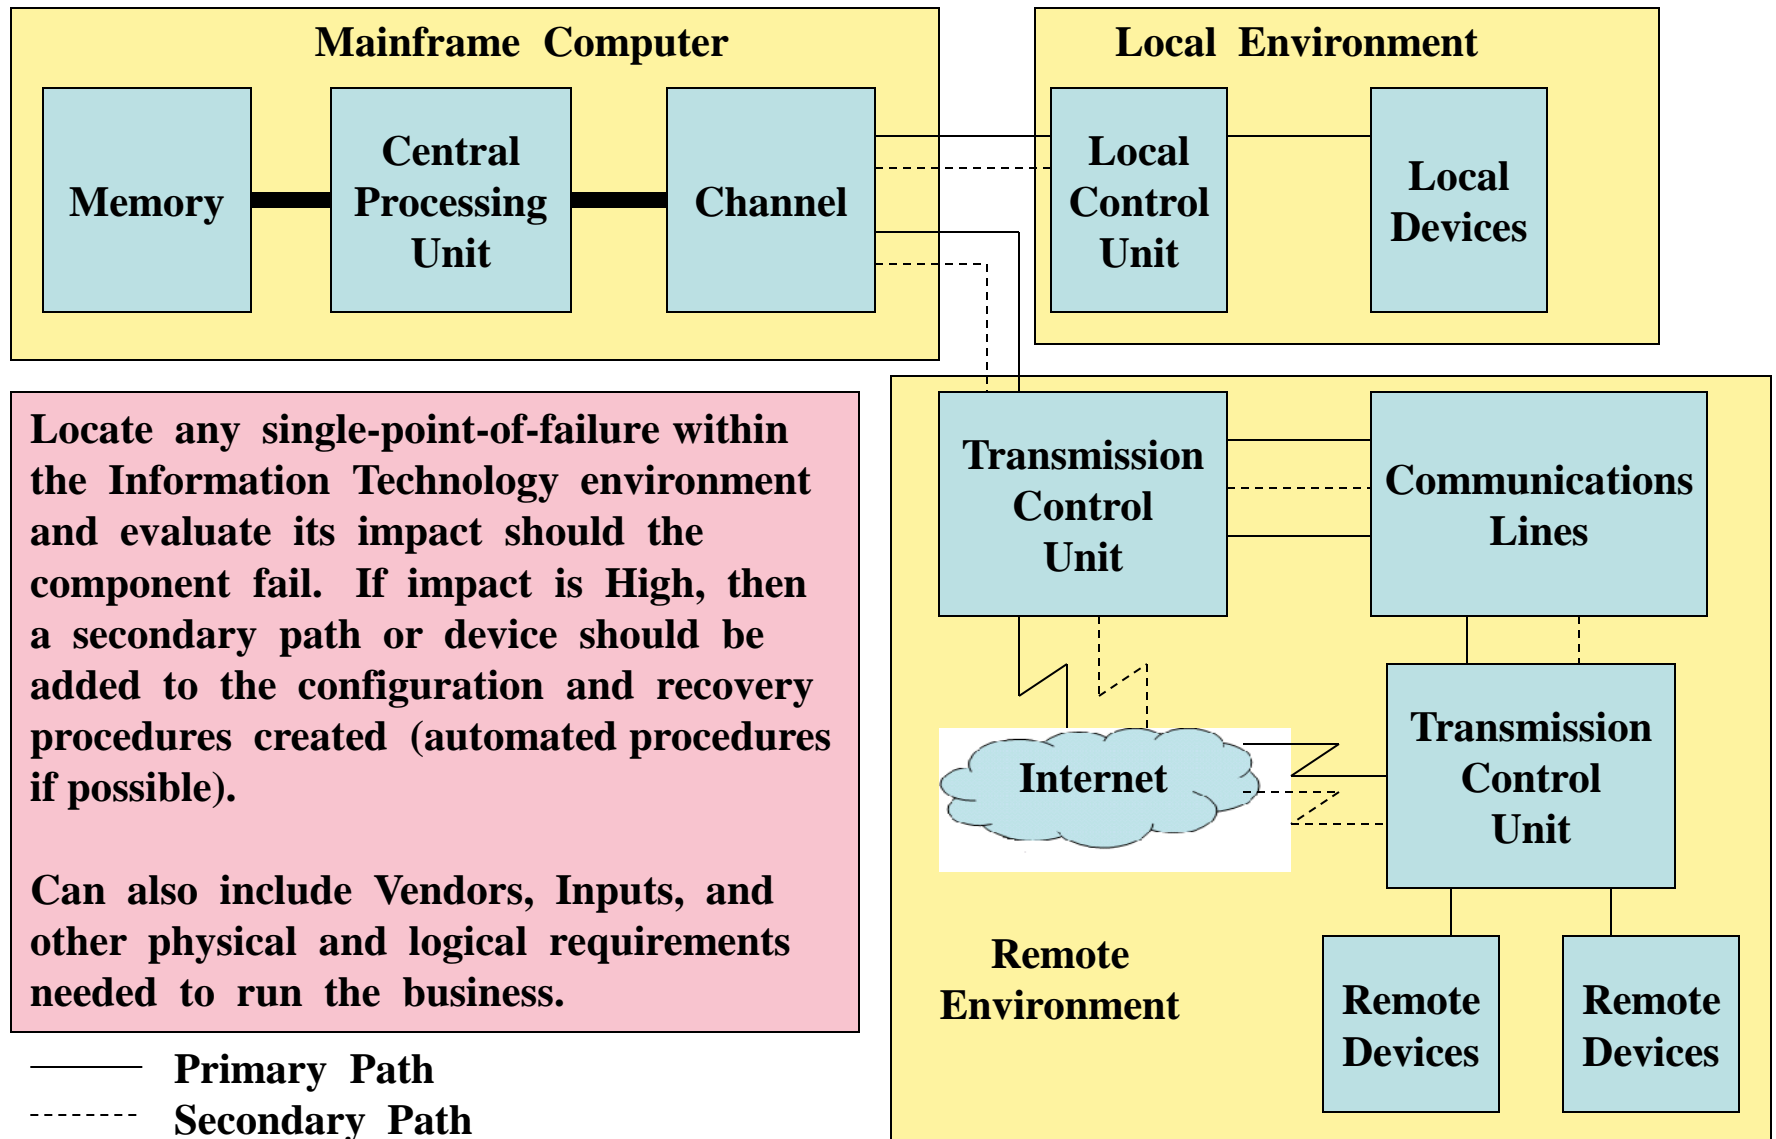 Mainframe Computer
Memory
Central
Processing
Unit
Channel
Local Environment
Local
Control
Unit
Local
Devices
Locate any single-point-of-failure within
the Information Technology environment
and evaluate its impact should the
component fail. If impact is High, then
a secondary path or device should be
added to the configuration and recovery
procedures created (automated procedures
if possible).
Can also include Vendors, Inputs, and
other physical and logical requirements
needed to run the business.
Primary Path
Secondary Path
Transmission
Control
Unit
Communications
Lines
Internet
Transmission
Control
Unit
Remote
Environment
Remote
Devices
Remote
Devices